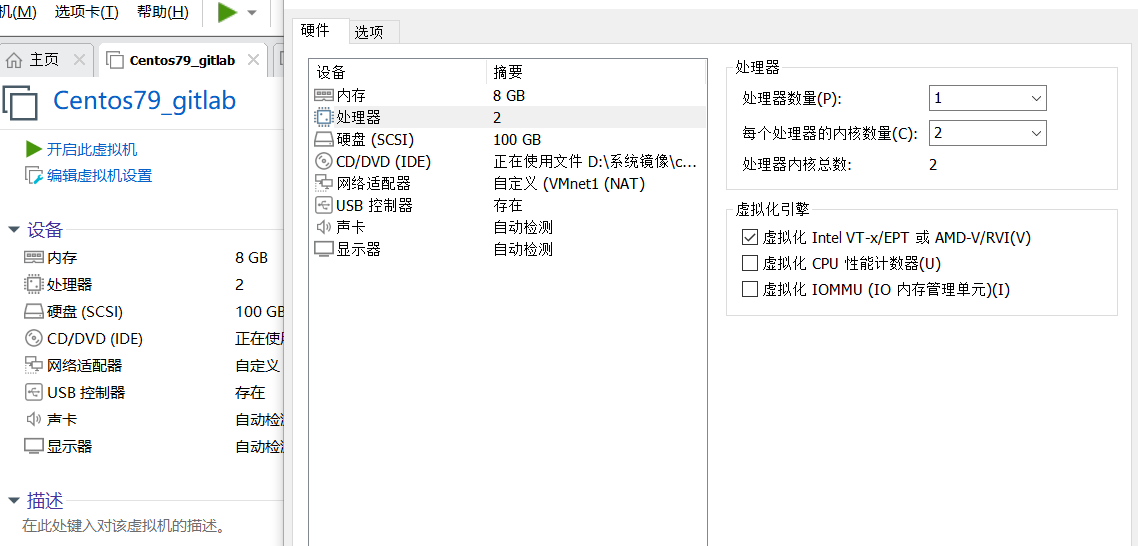 机(M) 选项卡(T) 帮助(H)
主页 Centos79_gitlab
Centos79_gitlab
开启此虚拟机
编辑虚拟机设置
设备
内存 8 GB
处理器 2
硬盘 (SCSI) 100 GB
CD/DVD (IDE) 正在使用
网络适配器 自定义
USB 控制器 存在
声卡 自动检测
显示器 自动检测
描述
在此处键入对该虚拟机的描述。
硬件 选项
设备 摘要
内存 8 GB
处理器 2
硬盘 (SCSI) 100 GB
CD/DVD (IDE) 正在使用文件 D:\系统镜像\c...
网络适配器 自定义 (VMnet1 (NAT)
USB 控制器 存在
声卡 自动检测
显示器 自动检测
处理器
处理器数量(P): 1
每个处理器的内核数量(C): 2
处理器内核总数: 2
虚拟化引擎
虚拟化 Intel VT-x/EPT 或 AMD-V/RVI(V)
虚拟化 CPU 性能计数器(U)
虚拟化 IOMMU (IO 内存管理单元)(I)